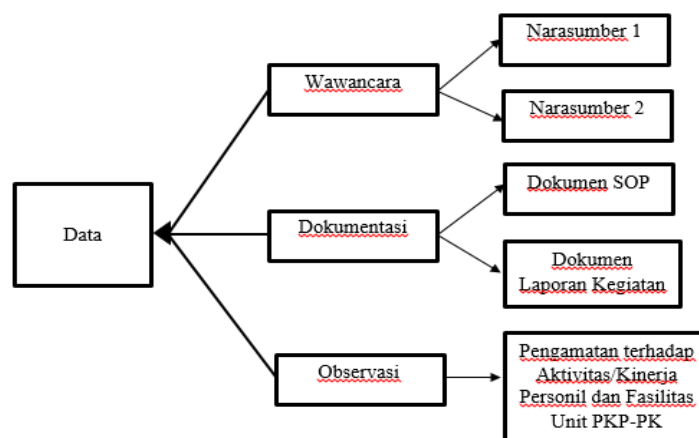 Narasumber 1
Wawancara
Narasumber 2
Dokumen SOP
Data
Dokumentasi
Dokumen
Laporan Kegiatan
Observasi
Pengamatan terhadap
Aktivitas/Kinerja
Personil dan Fasilitas
Unit PKP-PK